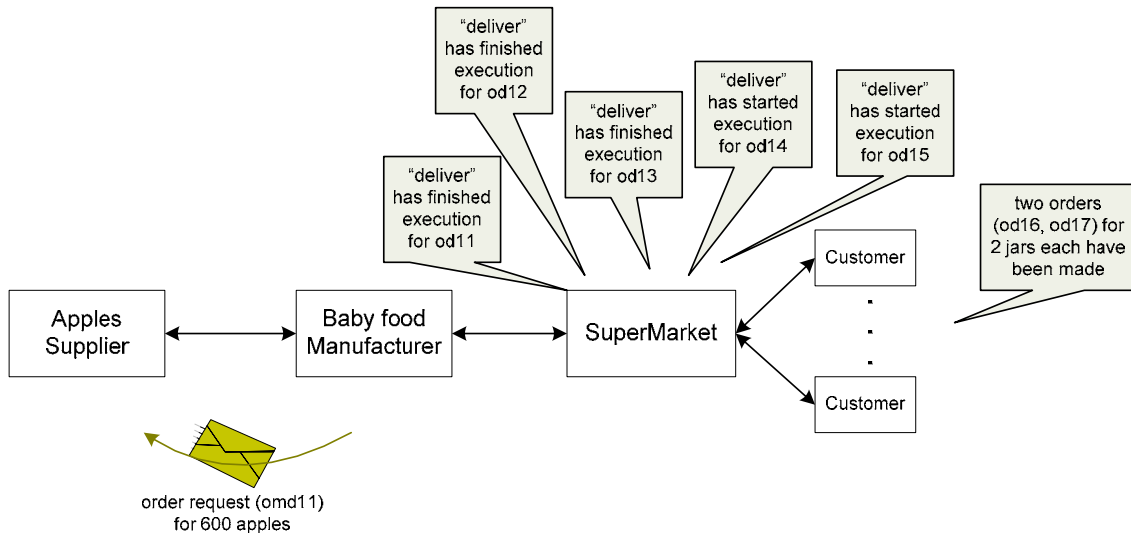 “deliver”
has finished
execution
for od12
“deliver”
has finished
execution
for od13
“deliver”
has started
execution
for od14
“deliver”
has started
execution
for od15
“deliver”
has finished
execution
for od11
two orders
(od16, od17) for
2 jars each have
been made
Apples
Supplier
Baby food
Manufacturer
SuperMarket
Customer
Customer
order request (omd11)
for 600 apples